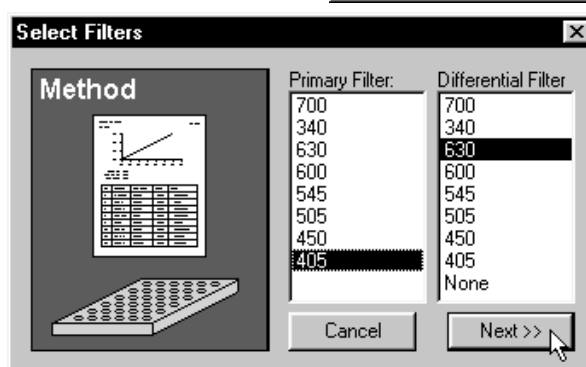 Select Filters
Method
Primary Filter:
700
340
630
600
545
505
450
405
Differential Filter
700
340
630
600
545
505
450
405
None
Cancel
Next >>